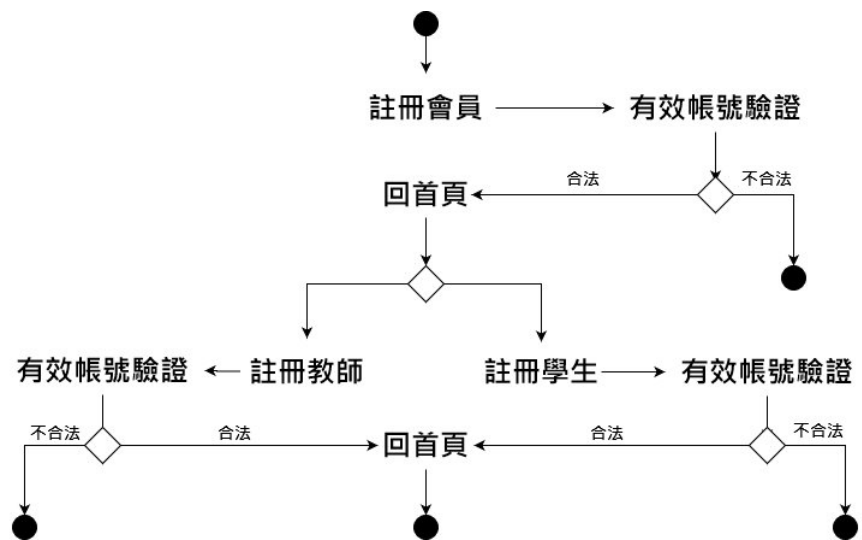 註冊會員
有效帳號驗證
合法
不合法
回首頁
有效帳號驗證
註冊教師
註冊學生
有效帳號驗證
不合法
合法
回首頁
合法
不合法